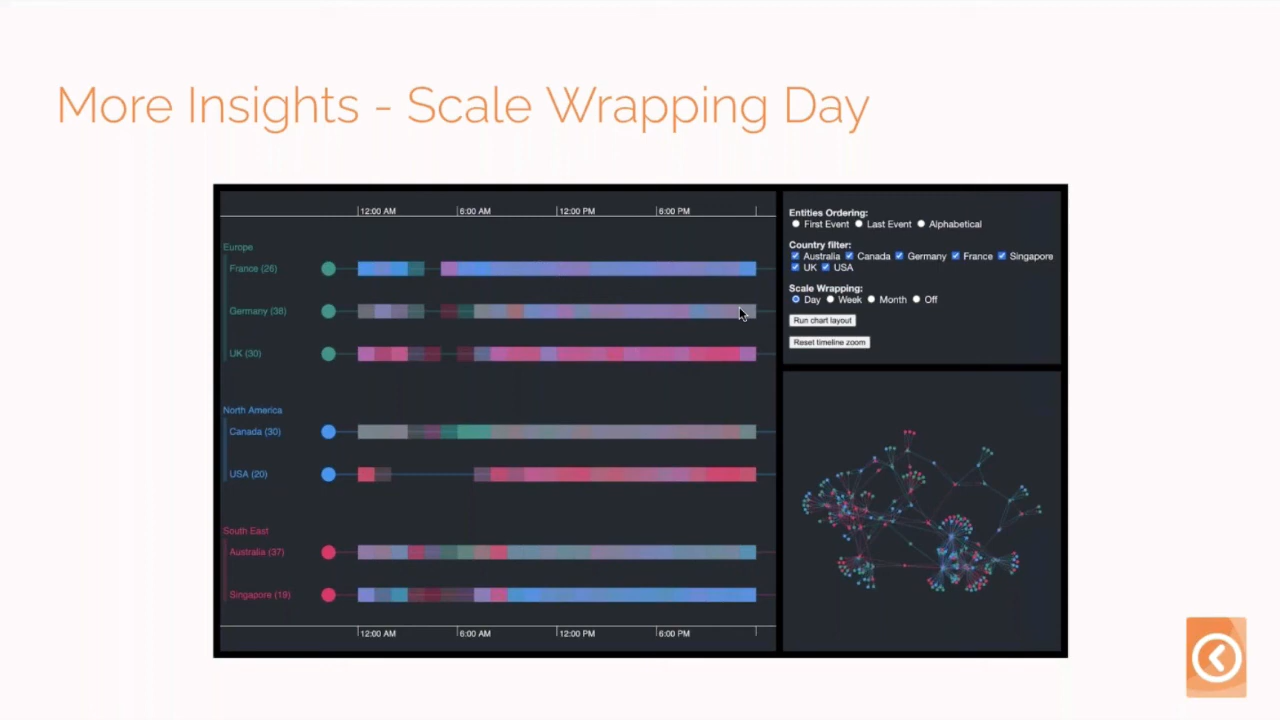 More Insights - Scale Wrapping Day
12:00 AM 6:00 AM 12:00 PM 6:00 PM
Europe
France (26)
Germany (38)
UK (30)
North America
Canada (30)
USA (20)
South East
Australia (37)
Singapore (19)
12:00 AM 6:00 AM 12:00 PM 6:00 PM
Entities Ordering:
First Event Last Event Alphabetical
Country filter:
Australia Canada Germany France Singapore
UK USA
Scale Wrapping:
Day Week Month Off
Run chart layout
Reset timeline zoom